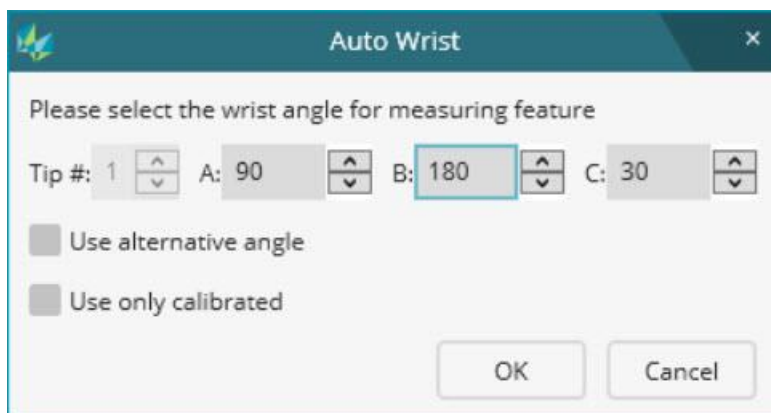 Auto Wrist
Please select the wrist angle for measuring feature
Tip #: 1 A: 90 B: 180 C: 30
Use alternative angle
Use only calibrated
OK Cancel